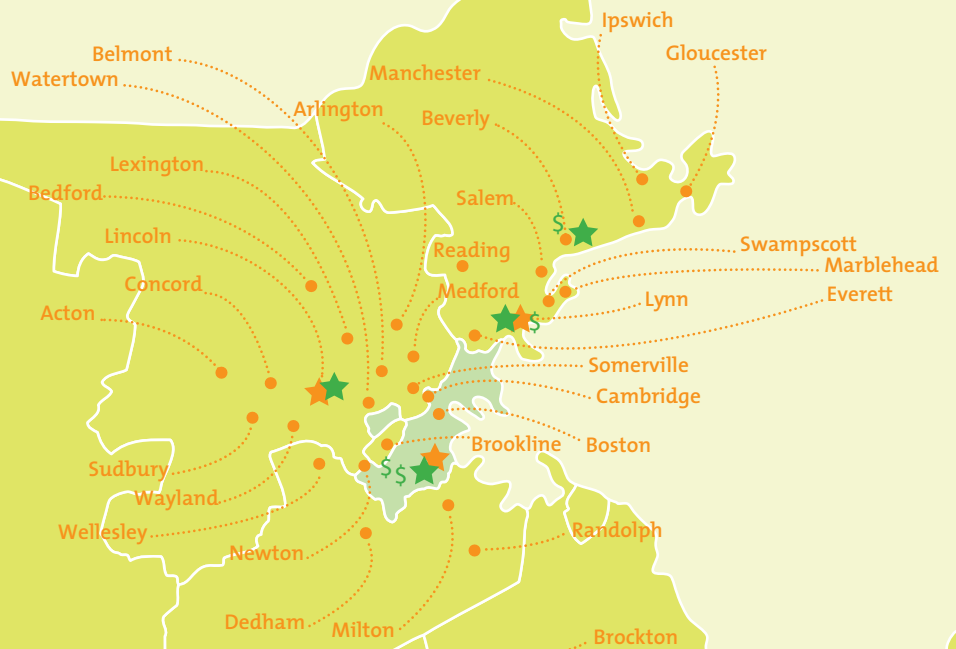 Ipswich
Gloucester
Belmont
Manchester
Watertown
Arlington
Beverly
Lexington
Bedford
Salem
$
Lincoln
Reading
Swampscott
Marblehead
Concord
Medford
Everett
Lynn
Acton
$
Somerville
Cambridge
Brookline
Boston
Sudbury
$
$
Wayland
Wellesley
Randolph
Newton
Dedham
Milton
Brockton